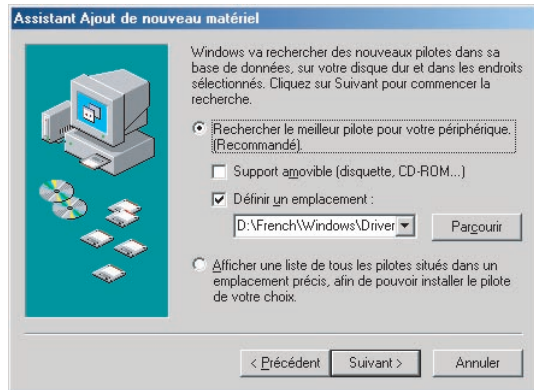 Assistant Ajout de nouveau matériel
Windows va rechercher des nouveaux pilotes dans sa
base de données, sur votre disque dur et dans les endroits
sélectionnés. Cliquez sur Suivant pour commencer la
recherche.
Rechercher le meilleur pilote pour votre périphérique.
(Recommandé).
Support amovible (disquette, CD-ROM...)
Définir un emplacement :
D:\French\Windows\Driver
Parcourir
Afficher une liste de tous les pilotes situés dans un
emplacement précis, afin de pouvoir installer le pilote
de votre choix.
< Précédent
Suivant >
Annuler